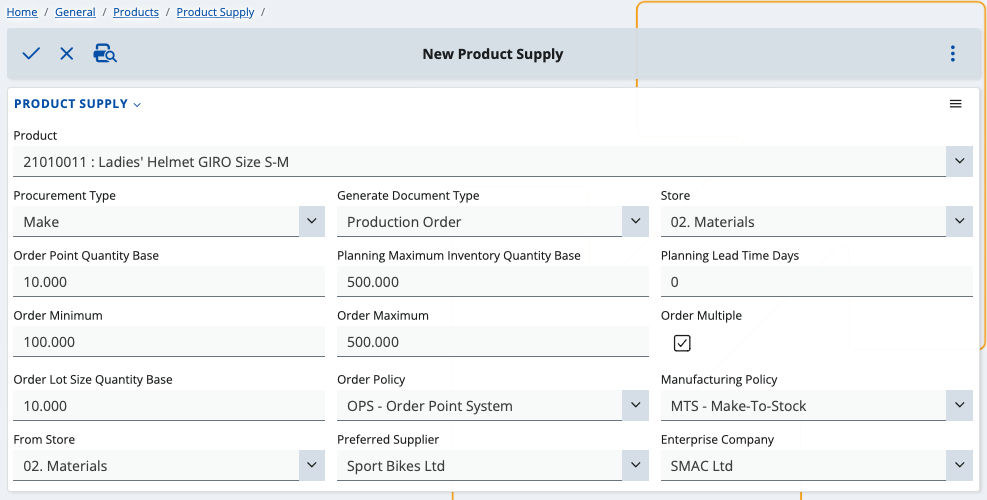 Home / General / Products / Product Supply /
New Product Supply
PRODUCT SUPPLY
Product
21010011 : Ladies' Helmet GIRO Size S-M
Procurement Type Generate Document Type Store
Make Production Order 02. Materials
Order Point Quantity Base Planning Maximum Inventory Quantity Base Planning Lead Time Days
10.000 500.000 0
Order Minimum Order Maximum Order Multiple
100.000 500.000
Order Lot Size Quantity Base Order Policy Manufacturing Policy
10.000 OPS - Order Point System MTS - Make-To-Stock
From Store Preferred Supplier Enterprise Company
02. Materials Sport Bikes Ltd SMAC Ltd